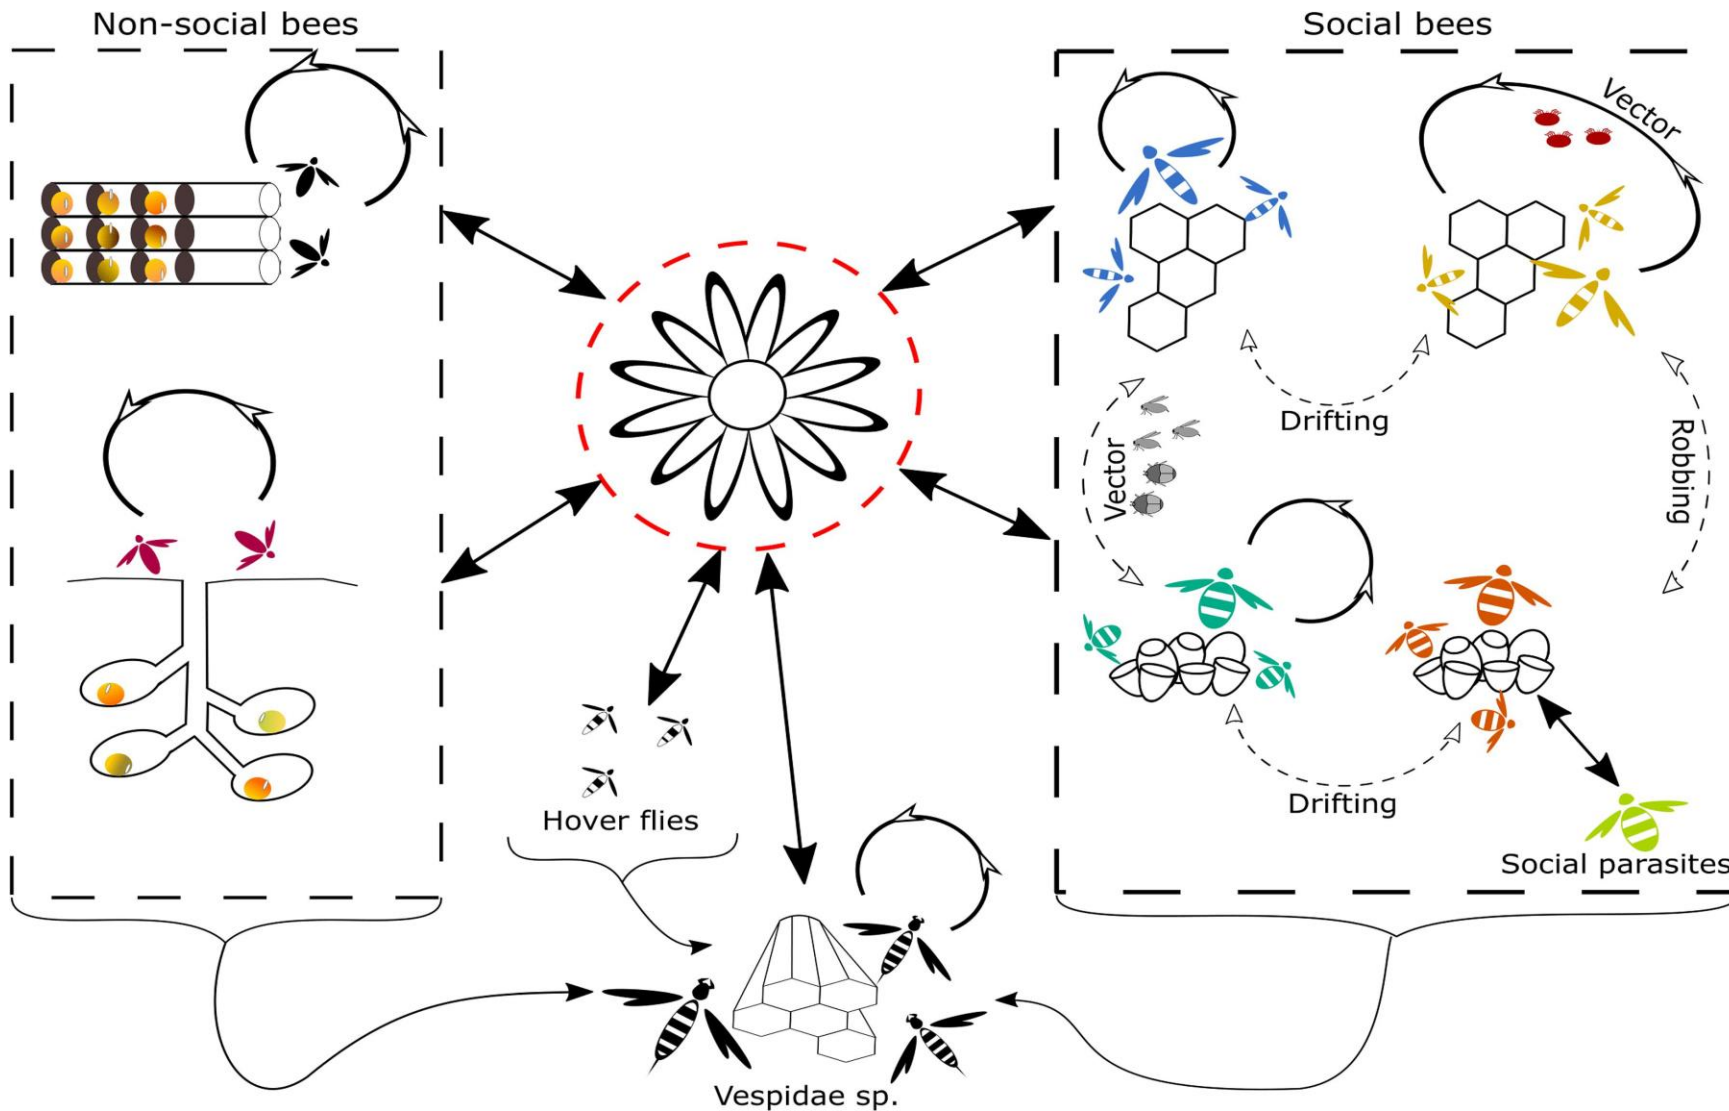 Non-social bees
Social bees
Vector
Drifting
Vector
Robbing
Drifting
Hover flies
Social parasites
Vespidae sp.